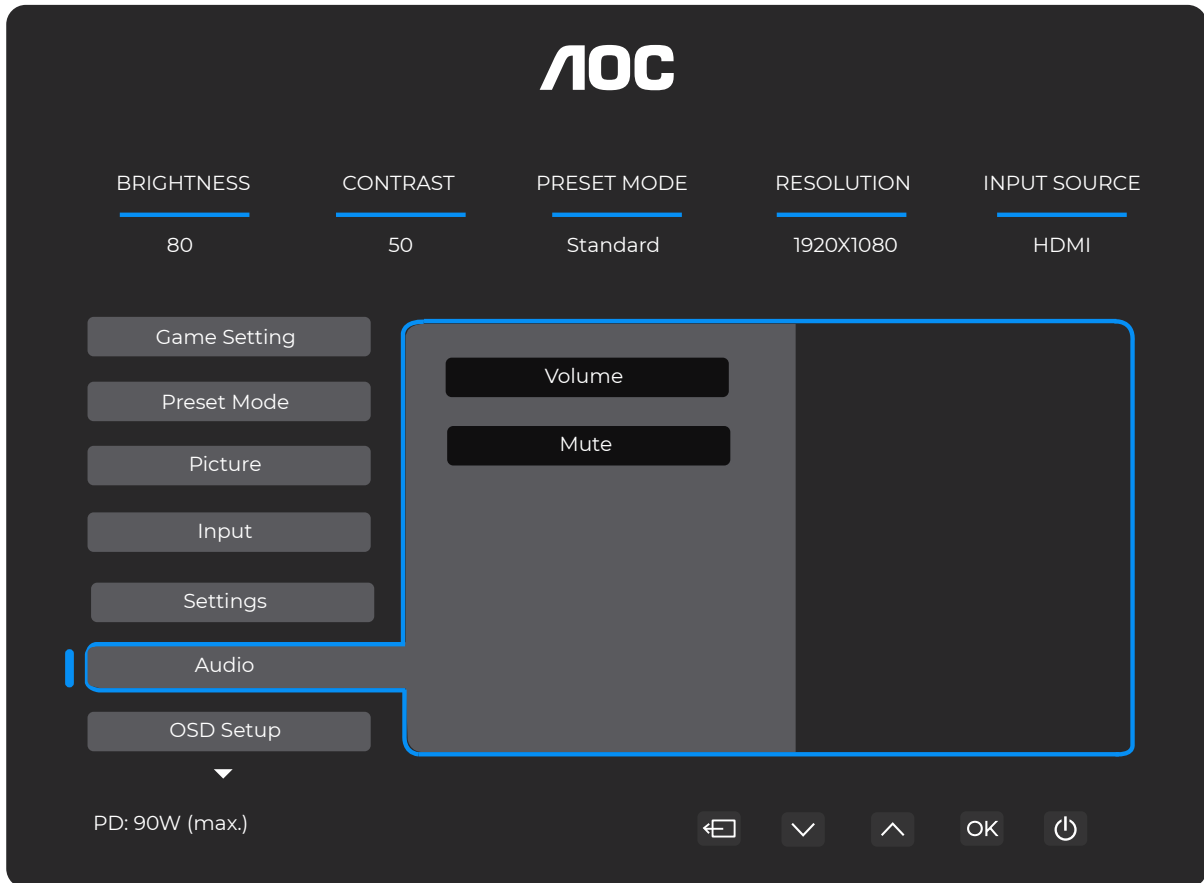 AOC
BRIGHTNESS CONTRAST PRESET MODE RESOLUTION INPUT SOURCE
80 50 Standard 1920X1080 HDMI
Game Setting
Preset Mode
Picture
Input
Settings
Audio
OSD Setup
Volume
Mute
PD: 90W (max.)
OK